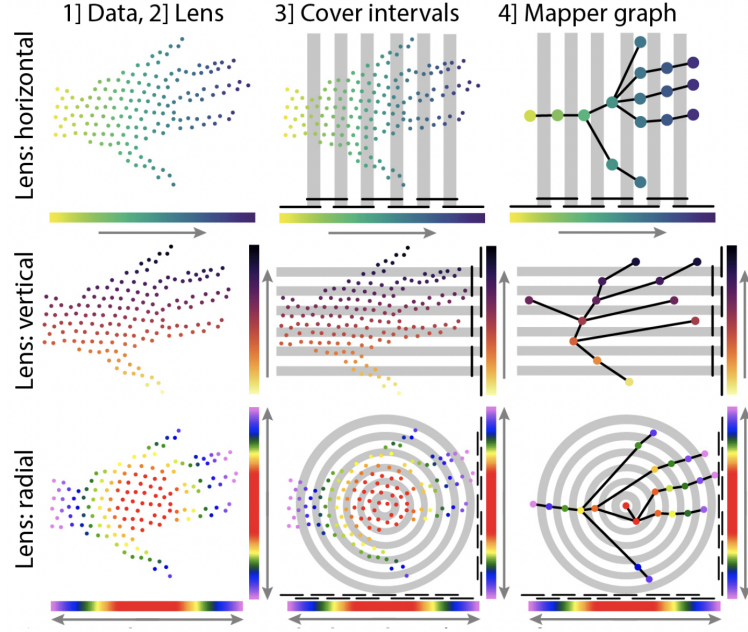 1] Data, 2] Lens
3] Cover intervals
4] Mapper graph
Lens: horizontal
Lens: vertical
Lens: radial